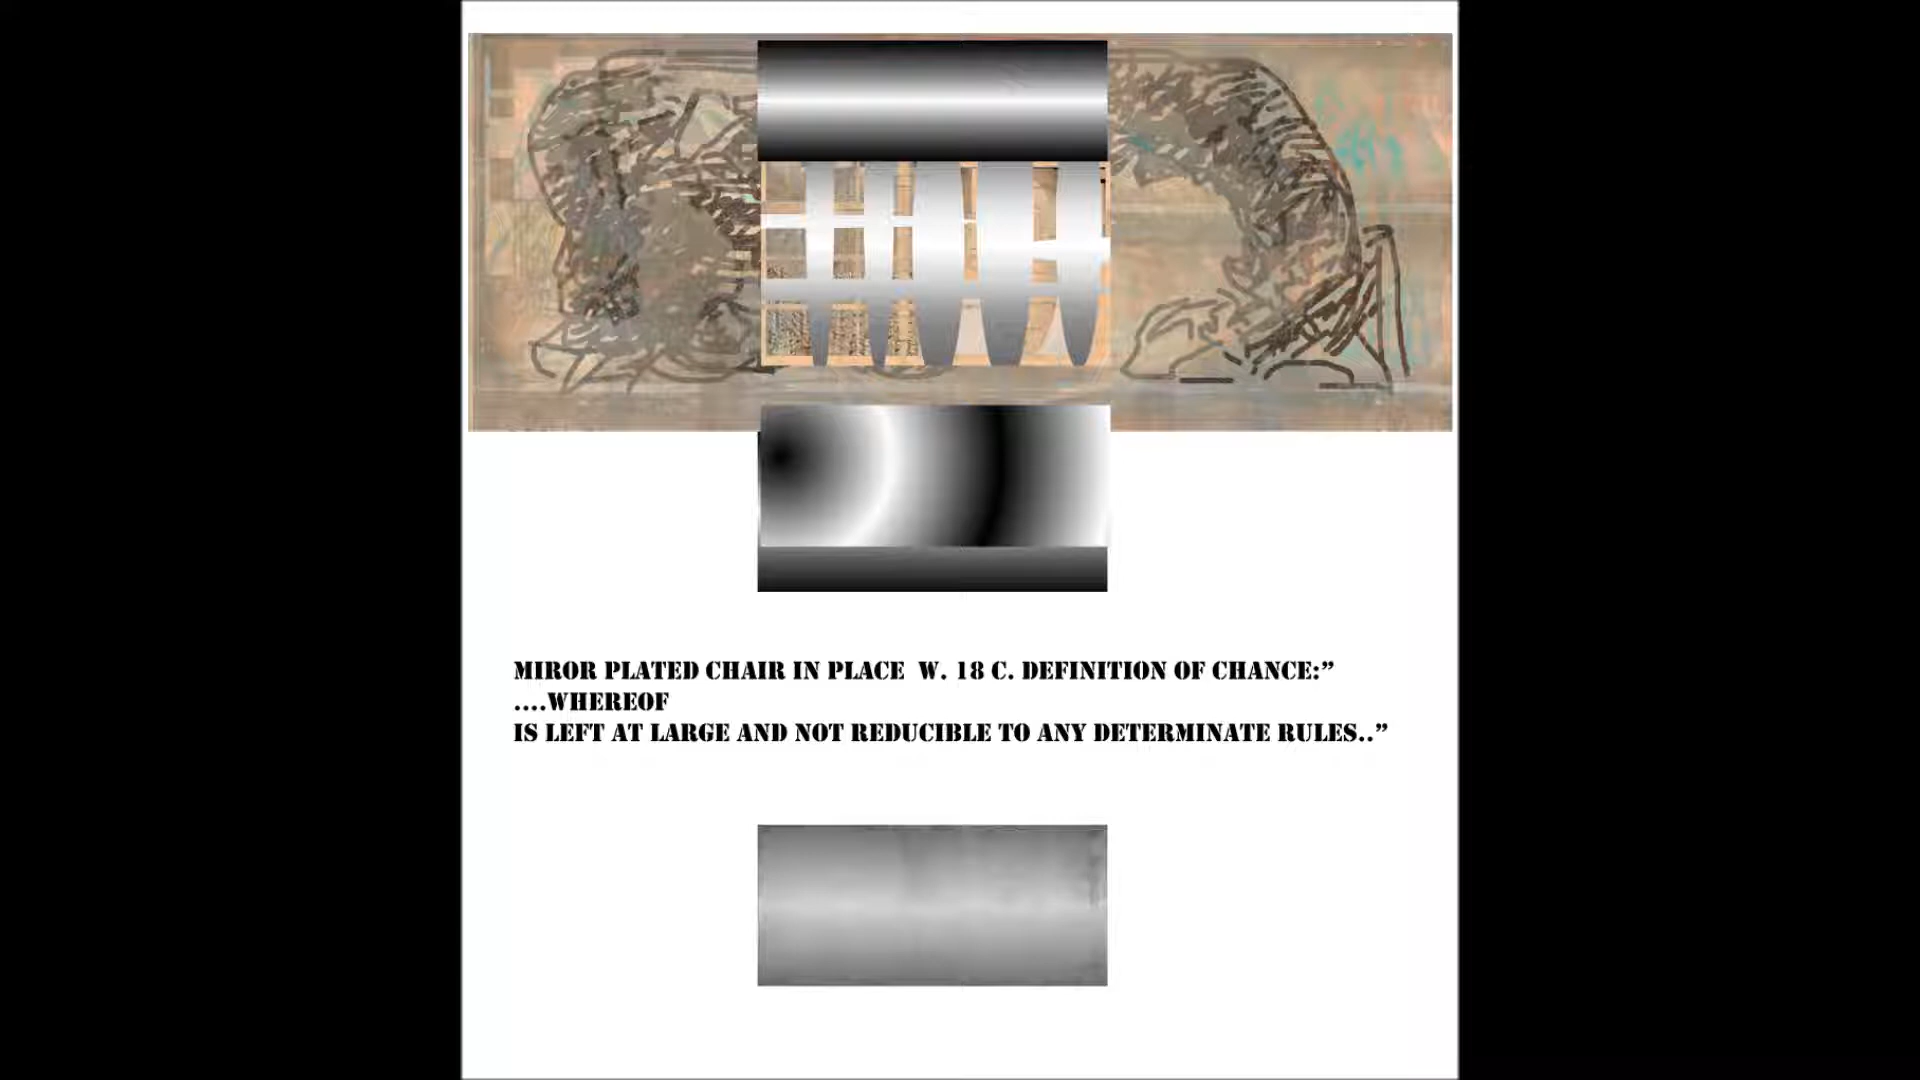 MIROR PLATED CHAIR IN PLACE  W. 18 C. DEFINITION OF CHANCE:”
....WHEREOF
IS LEFT AT LARGE AND NOT REDUCIBLE TO ANY DETERMINATE RULES..”